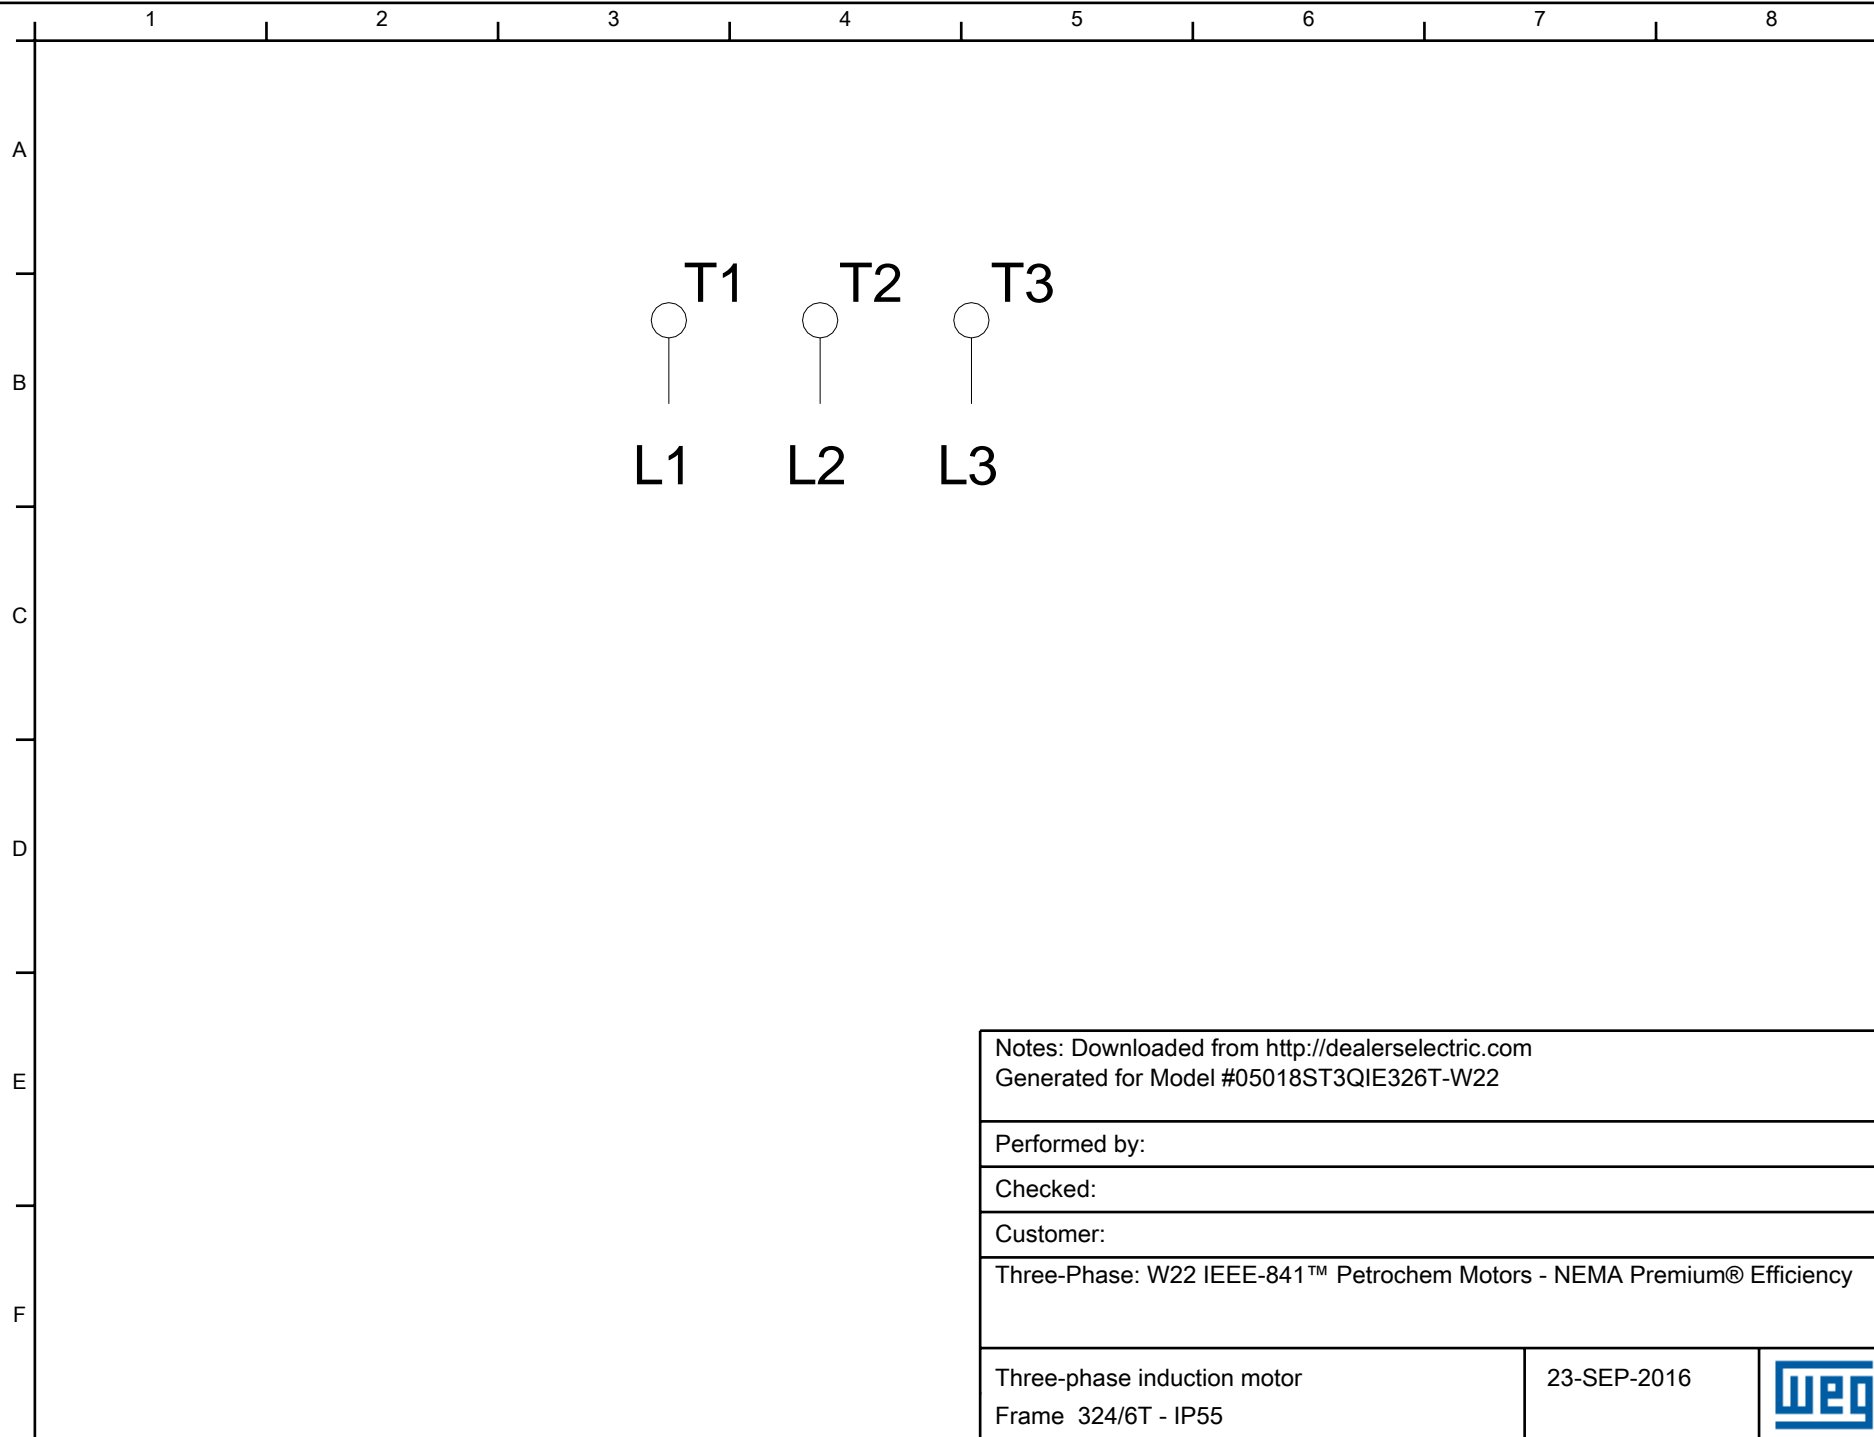 1 2 3 4 5 6 7 8
A
T1 T2 T3
B
L1 L2 L3
C
D
E
Notes: Downloaded from http://dealerselectric.com
Generated for Model #05018ST3QIE326T-W22
Performed by:
Checked:
Customer:
Three-Phase: W22 IEEE-841™ Petrochem Motors - NEMA Premium® Efficiency
F
Three-phase induction motor
23-SEP-2016
Frame 324/6T - IP55
weg